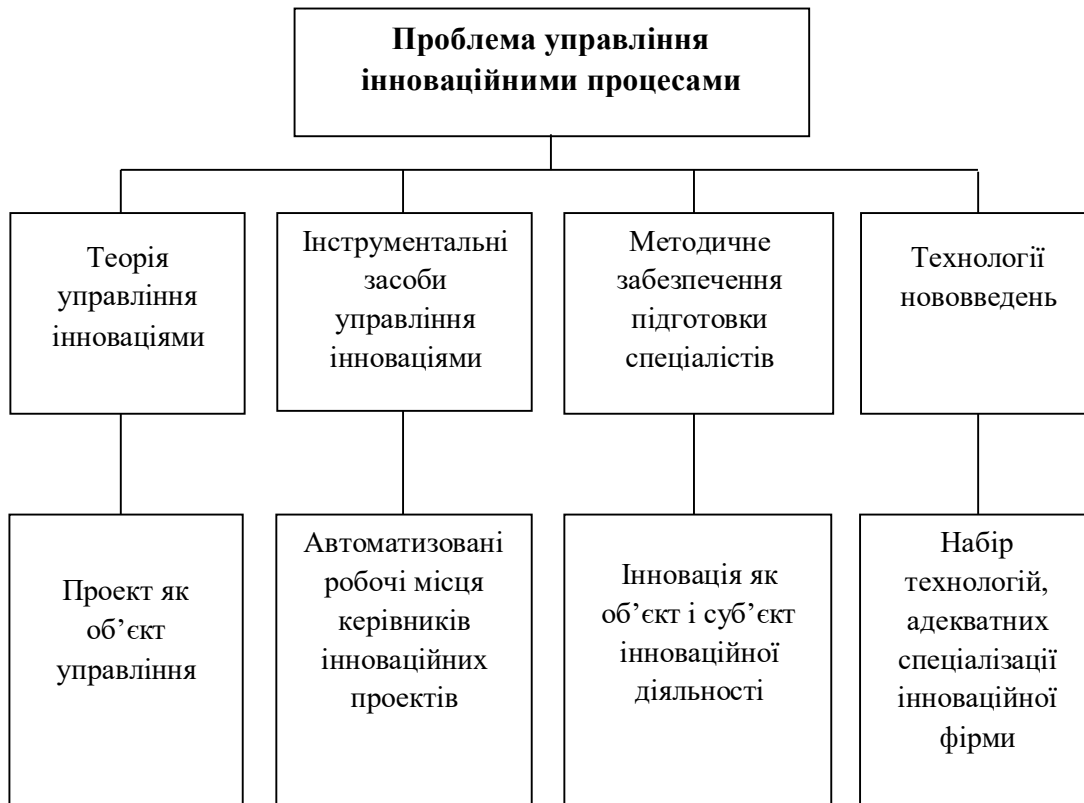 Проблема управління
інноваційними процесами
Теорія
управління
інноваціями
Інструментальні
засоби
управління
інноваціями
Методичне
забезпечення
підготовки
спеціалістів
Технології
нововведень
Проект як
об’єкт
управління
Автоматизовані
робочі місця
керівників
інноваційних
проектів
Інновація як
об’єкт і суб’єкт
інноваційної
діяльності
Набір
технологій,
адекватних
спеціалізації
інноваційної
фірми